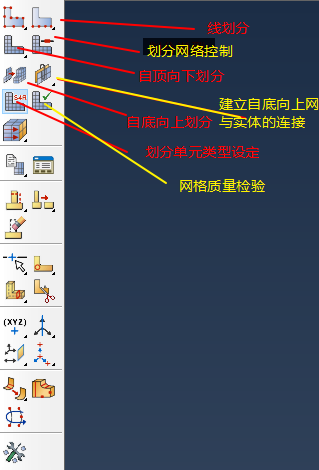 线划分
划分网络控制
自顶向下划分
建立自底向上网
与实体的连接
自底向上划分
S4R
划分单元类型设定
网格质量检验
(XYZ)